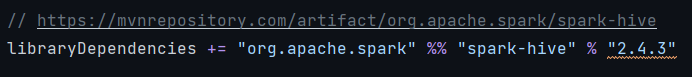 // https://mvnrepository.com/artifact/org.apache.spark/spark-hive
libraryDependencies += "org.apache.spark" %% "spark-hive" % "2.4.3"